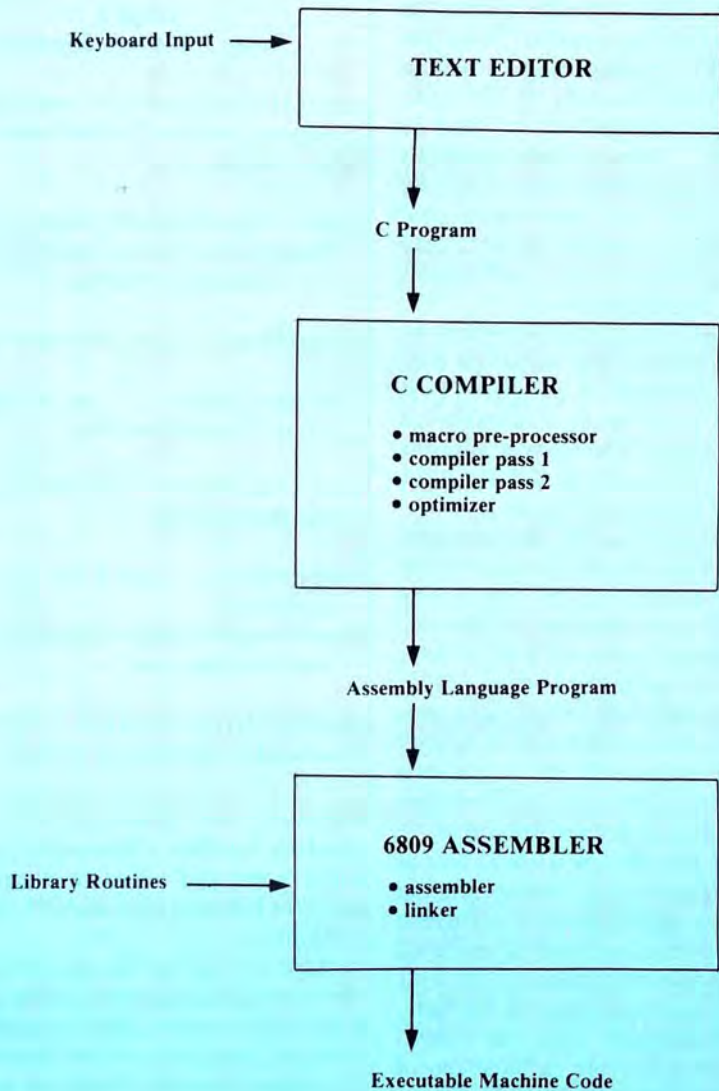 Keyboard Input
TEXT EDITOR
C Program
C COMPILER
• macro pre-processor
• compiler pass 1
• compiler pass 2
• optimizer
Assembly Language Program
6809 ASSEMBLER
Library Routines
• assembler
• linker
Executable Machine Code